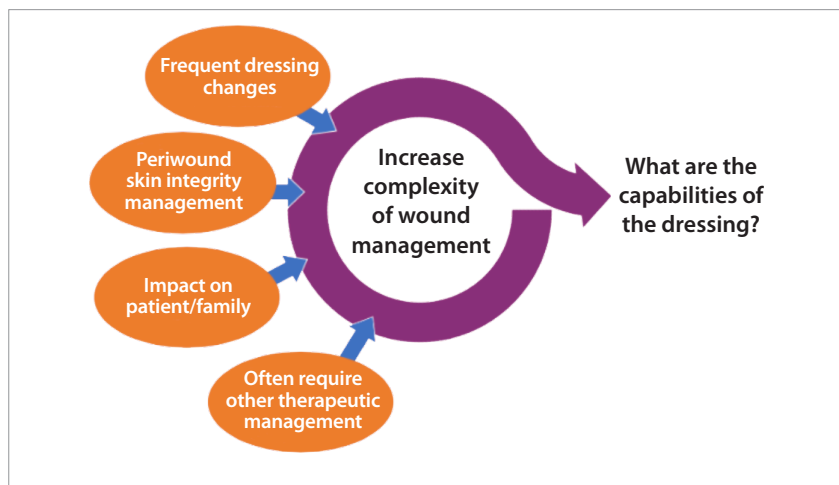 Frequent dressing
changes
Periwound
skin integrity
management
Impact on
patient/family
Often require
other therapeutic
management
Increase
complexity
of wound
management
What are the
capabilities of
the dressing?